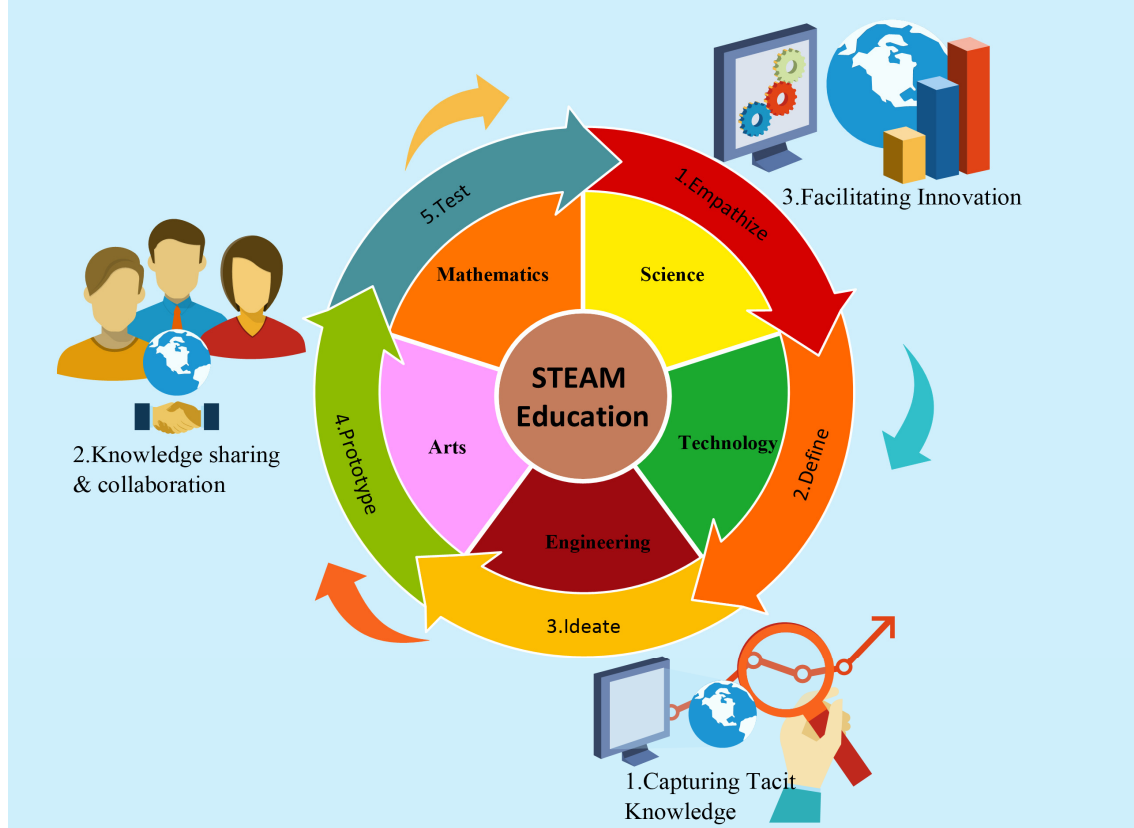 3.Facilitating Innovation
1.Empathize
5.Test
Mathematics
Science
STEAM
Education
2.Knowledge sharing
& collaboration
Arts
Technology
4.Prototype
2.Define
Engineering
3.Ideate
1.Capturing Tacit
Knowledge